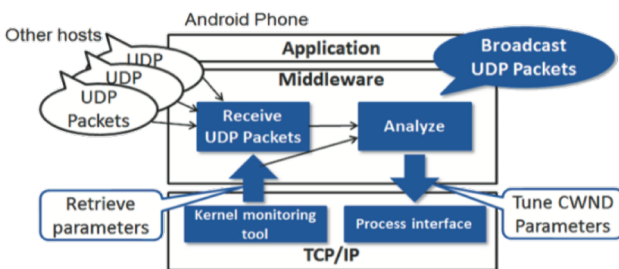 Android Phone
Other hosts
Application
Broadcast
UDP Packets
Middleware
UDP
UDP
UDP
Packets
Receive
UDP Packets
Analyze
Retrieve
parameters
Tune CWND
Parameters
Kernel monitoring
tool
Process interface
TCP/IP